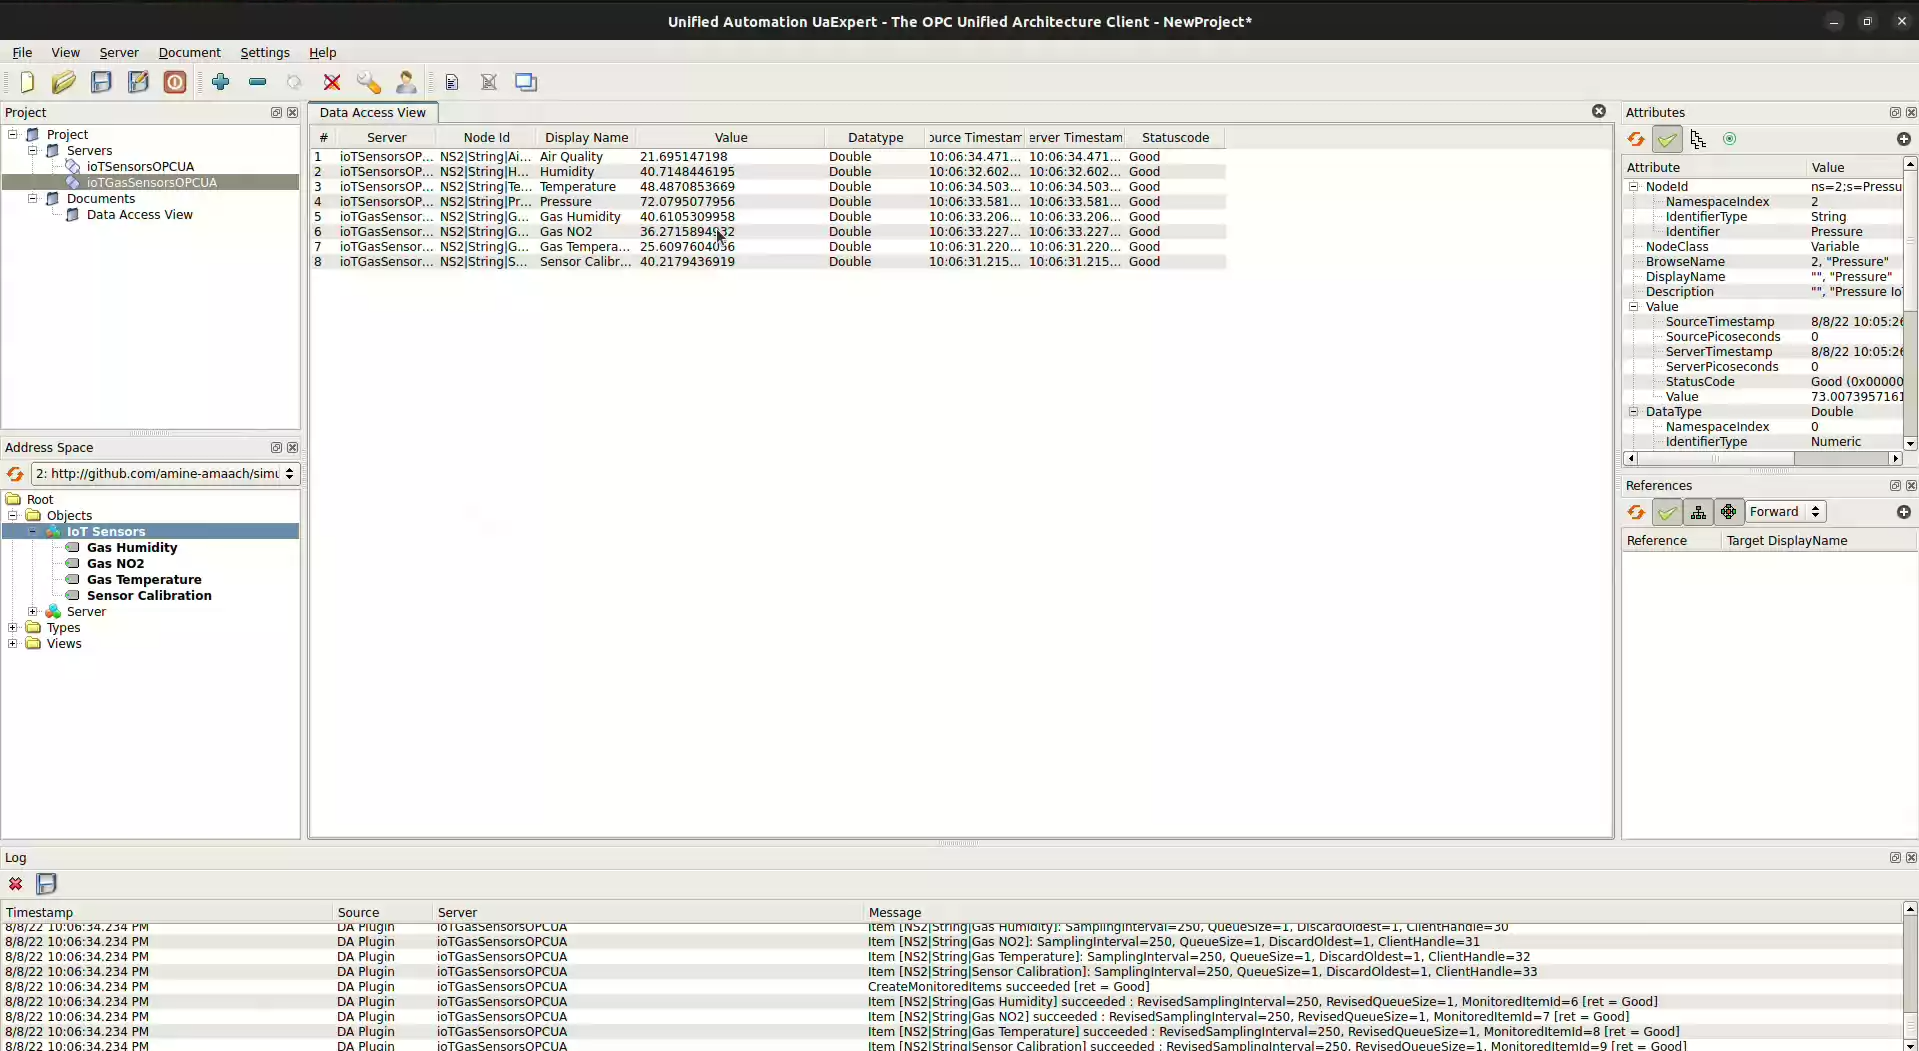 Unified Automation UaExpert - The OPC Unified Architecture Client - NewProject*
File View Server Document Settings Help
Project
Project
Servers
ioTSensorsOPCUA
ioTGasSensorsOPCUA
Documents
Data Access View
Address Space
2: http://github.com/amine-amaach/simu
Root
Objects
IoT Sensors
Gas Humidity
Gas NO2
Gas Temperature
Sensor Calibration
Server
Types
Views
Data Access View
# Server Node Id Display Name Value Datatype ource Timestam erver Timestam Statuscode
1 ioTSensorsOP... NS2|String|Ai... Air Quality 21.695147198 Double 10:06:34.471... 10:06:34.471... Good
2 ioTSensorsOP... NS2|String|H... Humidity 40.7148446195 Double 10:06:32.602... 10:06:32.602... Good
3 ioTSensorsOP... NS2|String|Te... Temperature 48.4870853669 Double 10:06:34.503... 10:06:34.503... Good
4 ioTSensorsOP... NS2|String|Pr... Pressure 72.0795077956 Double 10:06:33.581... 10:06:33.581... Good
5 ioTGasSensor... NS2|String|G... Gas Humidity 40.6105309958 Double 10:06:33.206... 10:06:33.206... Good
6 ioTGasSensor... NS2|String|G... Gas NO2 36.2715894932 Double 10:06:33.227... 10:06:33.227... Good
7 ioTGasSensor... NS2|String|G... Gas Tempera... 25.6097604056 Double 10:06:31.220... 10:06:31.220... Good
8 ioTGasSensor... NS2|String|S... Sensor Calibr... 40.2179436919 Double 10:06:31.215... 10:06:31.215... Good
Attributes
Attribute Value
NodeId ns=2;s=Pressu
NamespaceIndex 2
IdentifierType String
Identifier Pressure
NodeClass Variable
BrowseName 2, "Pressure"
DisplayName "", "Pressure"
Description "", "Pressure Io
Value
SourceTimestamp 8/8/22 10:05:26
SourcePicoseconds 0
ServerTimestamp 8/8/22 10:05:26
ServerPicoseconds 0
StatusCode Good (0x00000
Value 73.0073957161
DataType Double
NamespaceIndex 0
IdentifierType Numeric
References
Forward
Reference Target DisplayName
Log
Timestamp Source Server Message
8/8/22 10:06:34.234 PM DA Plugin ioTGasSensorsOPCUA Item [NS2|String|Gas Humidity]: SamplingInterval=250, QueueSize=1, DiscardOldest=1, ClientHandle=30
8/8/22 10:06:34.234 PM DA Plugin ioTGasSensorsOPCUA Item [NS2|String|Gas NO2]: SamplingInterval=250, QueueSize=1, DiscardOldest=1, ClientHandle=31
8/8/22 10:06:34.234 PM DA Plugin ioTGasSensorsOPCUA Item [NS2|String|Gas Temperature]: SamplingInterval=250, QueueSize=1, DiscardOldest=1, ClientHandle=32
8/8/22 10:06:34.234 PM DA Plugin ioTGasSensorsOPCUA Item [NS2|String|Sensor Calibration]: SamplingInterval=250, QueueSize=1, DiscardOldest=1, ClientHandle=33
8/8/22 10:06:34.234 PM DA Plugin ioTGasSensorsOPCUA CreateMonitoredItems succeeded [ret = Good]
8/8/22 10:06:34.234 PM DA Plugin ioTGasSensorsOPCUA Item [NS2|String|Gas Humidity] succeeded : RevisedSamplingInterval=250, RevisedQueueSize=1, MonitoredItemId=6 [ret = Good]
8/8/22 10:06:34.234 PM DA Plugin ioTGasSensorsOPCUA Item [NS2|String|Gas NO2] succeeded : RevisedSamplingInterval=250, RevisedQueueSize=1, MonitoredItemId=7 [ret = Good]
8/8/22 10:06:34.234 PM DA Plugin ioTGasSensorsOPCUA Item [NS2|String|Gas Temperature] succeeded : RevisedSamplingInterval=250, RevisedQueueSize=1, MonitoredItemId=8 [ret = Good]
8/8/22 10:06:34.234 PM DA Plugin ioTGasSensorsOPCUA Item [NS2|String|Sensor Calibration] succeeded : RevisedSamplingInterval=250, RevisedQueueSize=1, MonitoredItemId=9 [ret = Good]